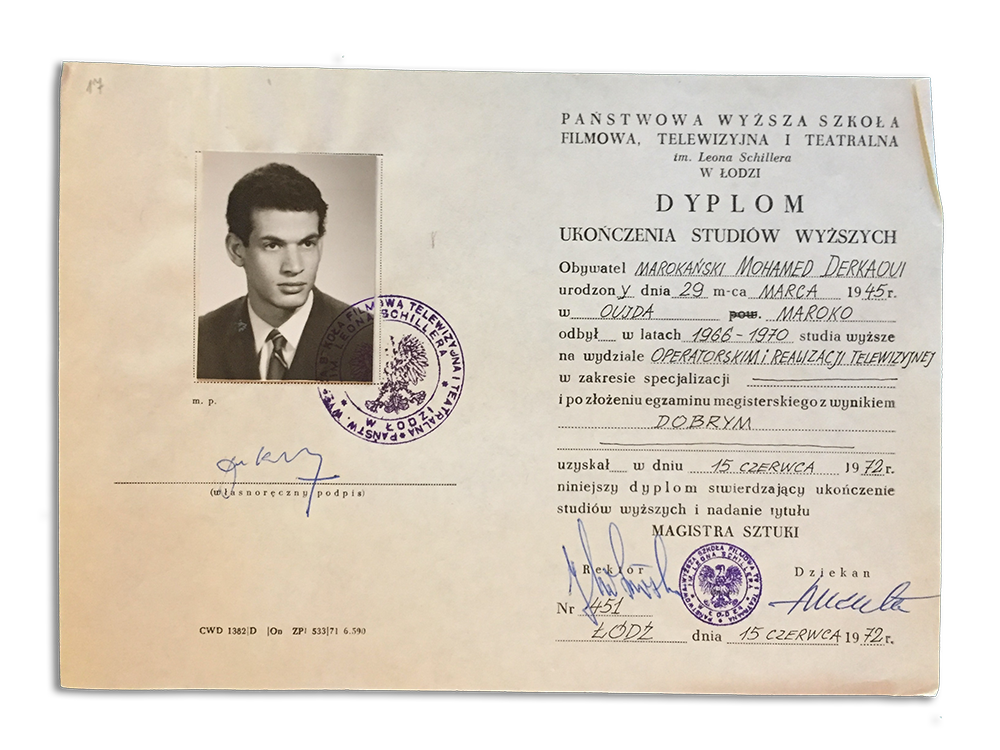 17
m. p.
(własnoręczny podpis)
CWD 1382|D |On ZPI 533|71 6.590
PAŃSTWOWA WYŻSZA SZKOŁA
FILMOWA, TELEWIZYJNA I TEATRALNA
im. Leona Schillera
W ŁODZI
DYPLOM
UKOŃCZENIA STUDIÓW WYŻSZYCH
Obywatel MAROKAŃSKI MOHAMED DERKAOUI
urodzony dnia 29 m-ca MARCA 1945 r.
w OUJDA pow. MAROKO
odbył w latach 1966-1970 studia wyższe
na wydziale OPERATORSKIM i REALIZACJI TELEWIZYJNEJ
w zakresie specjalizacji
i po złożeniu egzaminu magisterskiego z wynikiem
DOBRYM
uzyskał w dniu 15 CZERWCA 1972 r.
niniejszy dyplom stwierdzający ukończenie
studiów wyższych i nadanie tytułu
MAGISTRA SZTUKI
Rektor Dziekan
Nr 451
ŁÓDŹ dnia 15 CZERWCA 1972 r.